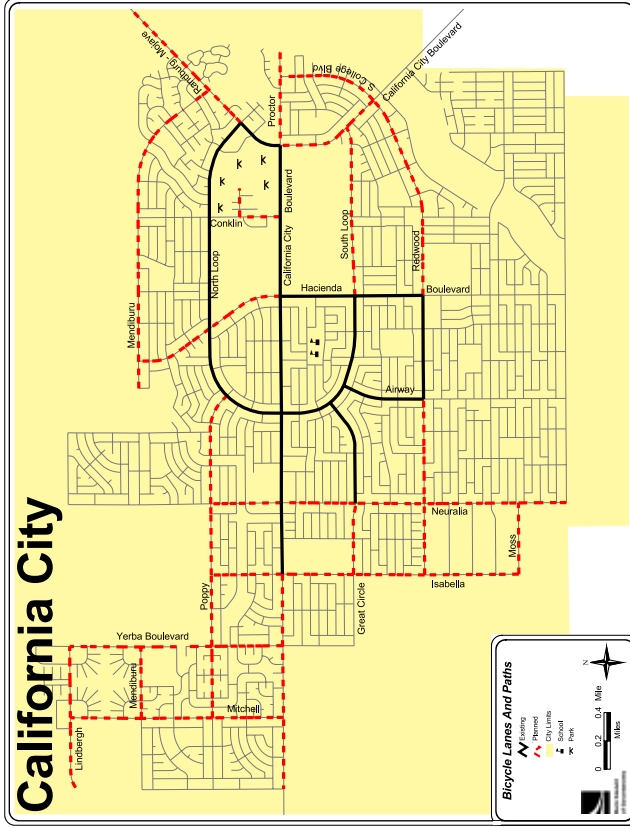 California City
Randburg - Mojave
S College Blvd
California City Boulevard
Proctor
Conklin
North Loop
California City
Boulevard
South Loop
Redwood
Mendiburu
Hacienda
Boulevard
Airway
Neuralia
Moss
Isabella
Great Circle
Poppy
Yerba Boulevard
Mendiburu
Mitchell
Lindbergh
Bicycle Lanes And Paths
Existing
Planned
City Limits
School
Park
N
0 0.2 0.4 Mile
Miles